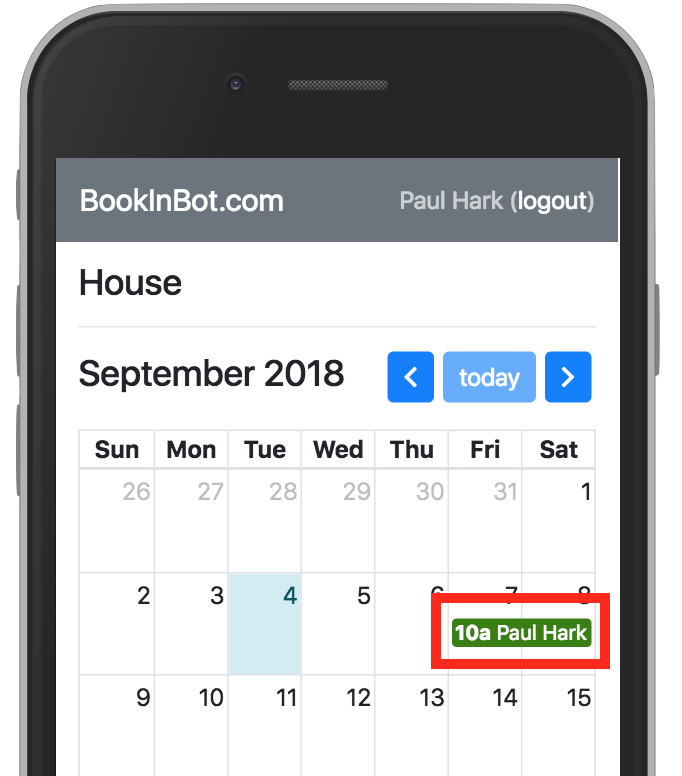 BookInBot.com Paul Hark (logout)
House
September 2018 today
Sun Mon Tue Wed Thu Fri Sat
26 27 28 29 30 31 1
2 3 4 5 6 7 8
10a Paul Hark
9 10 11 12 13 14 15